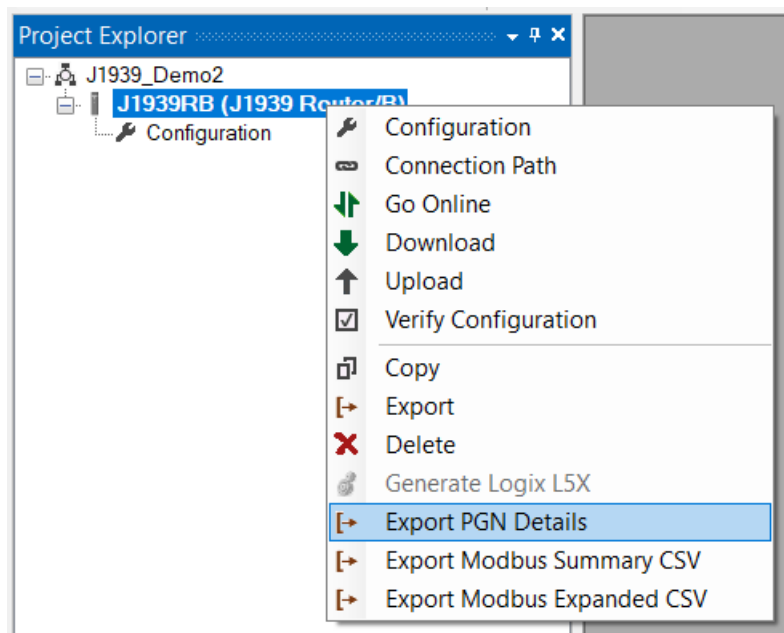 Project Explorer
J1939_Demo2
J1939RB (J1939 Router/B)
Configuration
Configuration
Connection Path
Go Online
Download
Upload
Verify Configuration
Copy
Export
Delete
Generate Logix L5X
Export PGN Details
Export Modbus Summary CSV
Export Modbus Expanded CSV